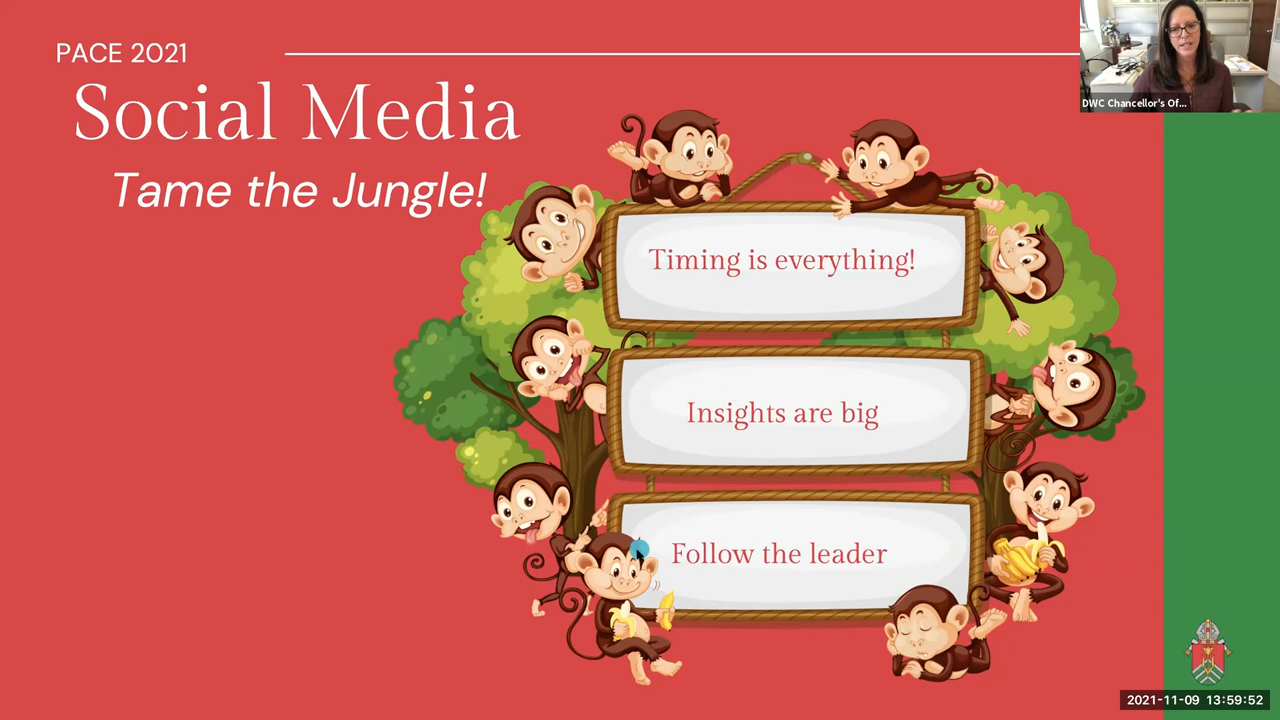 PACE 2021
Social Media
Tame the Jungle!
DWC Chancellor's Of...
Timing is everything!
Insights are big
Follow the leader
2021-11-09 13:59:52